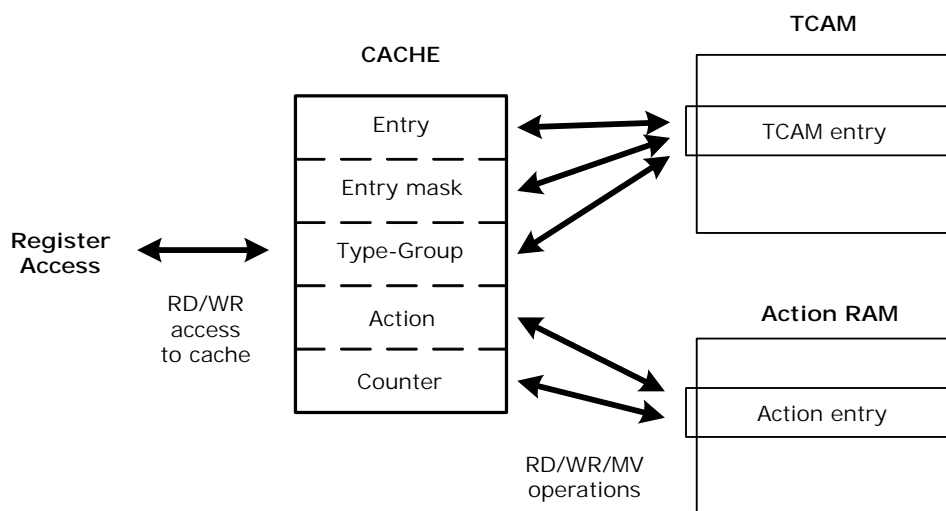 TCAM
CACHE
Entry
TCAM entry
Entry mask
Register
Access
Type-Group
RD/WR
access
to cache
Action
Action RAM
Counter
Action entry
RD/WR/MV
operations